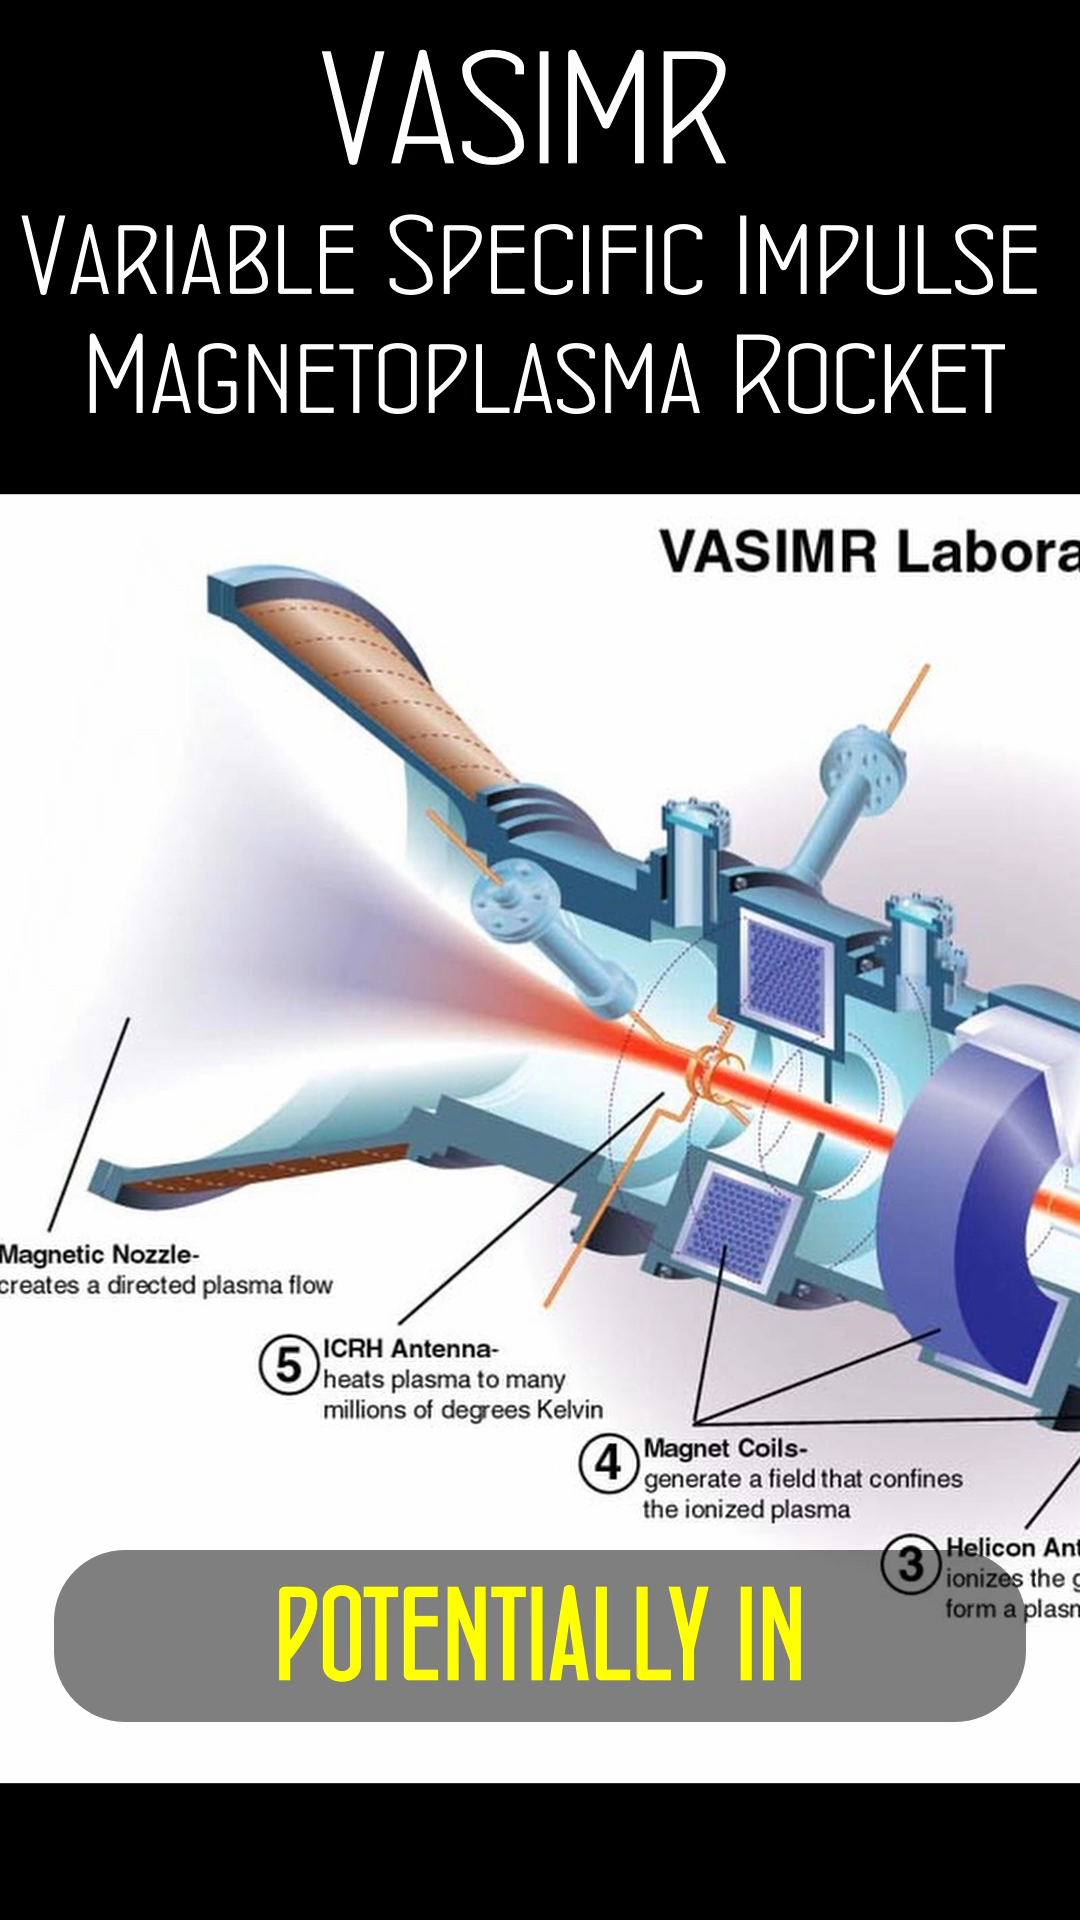 VASIMR
VARIABLE SPECIFIC IMPULSE
MAGNETOPLASMA ROCKET
VASIMR Labora
Magnetic Nozzle-
creates a directed plasma flow
5 ICRH Antenna-
heats plasma to many
millions of degrees Kelvin
4 Magnet Coils-
generate a field that confines
the ionized plasma
3 Helicon Ant
ionizes the g
form a plasm
POTENTIALLY IN